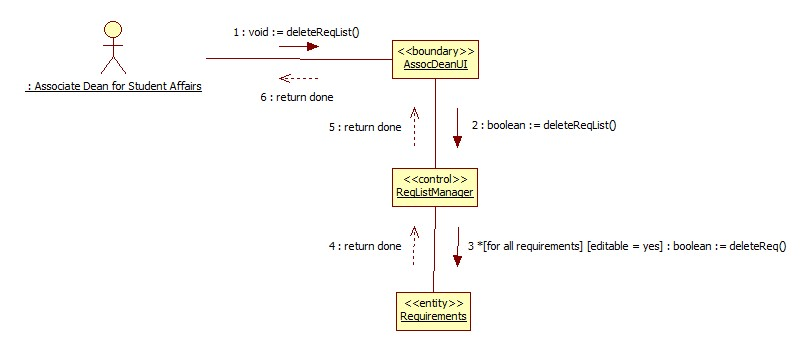 1 : void := deleteReqList()
<<boundary>>
AssocDeanUI
: Associate Dean for Student Affairs
6 : return done
5 : return done
2 : boolean := deleteReqList()
<<control>>
ReqListManager
4 : return done
3 *[for all requirements] [editable = yes] : boolean := deleteReq()
<<entity>>
Requirements